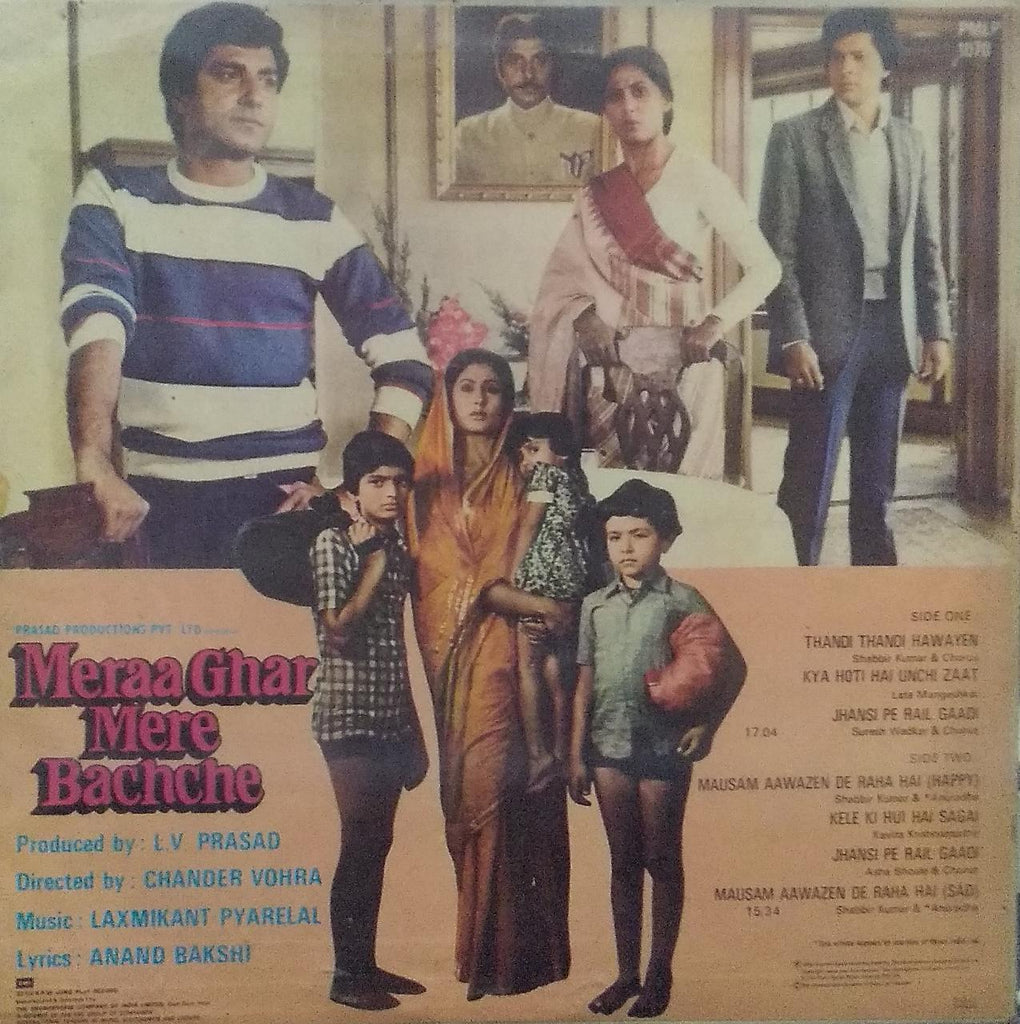 1070
PRASAD PRODUCTIONS PVT. LTD
Meraa Ghar
Mere
Bachche
Produced by : L.V. PRASAD
Directed by : CHANDER VOHRA
Music : LAXMIKANT PYARELAL
Lyrics : ANAND BAKSHI
EMI
SIDE ONE
THANDI THANDI HAWAYEN
Shabbir Kumar & Chorus
KYA HOTI HAI UNCHI ZAAT
Lata Mangeshkar
JHANSI PE RAIL GAADI
17.04 Suresh Wadkar & Chorus
SIDE TWO
MAUSAM AAWAZEN DE RAHA HAI (HAPPY)
Shabbir Kumar & *Anuradha
KELE KI HUI HAI SAGAI
Kavita Krishnamurthy
JHANSI PE RAIL GAADI
Asha Bhosle & Chorus
MAUSAM AAWAZEN DE RAHA HAI (SAD)
15.34 Shabbir Kumar & *Anuradha